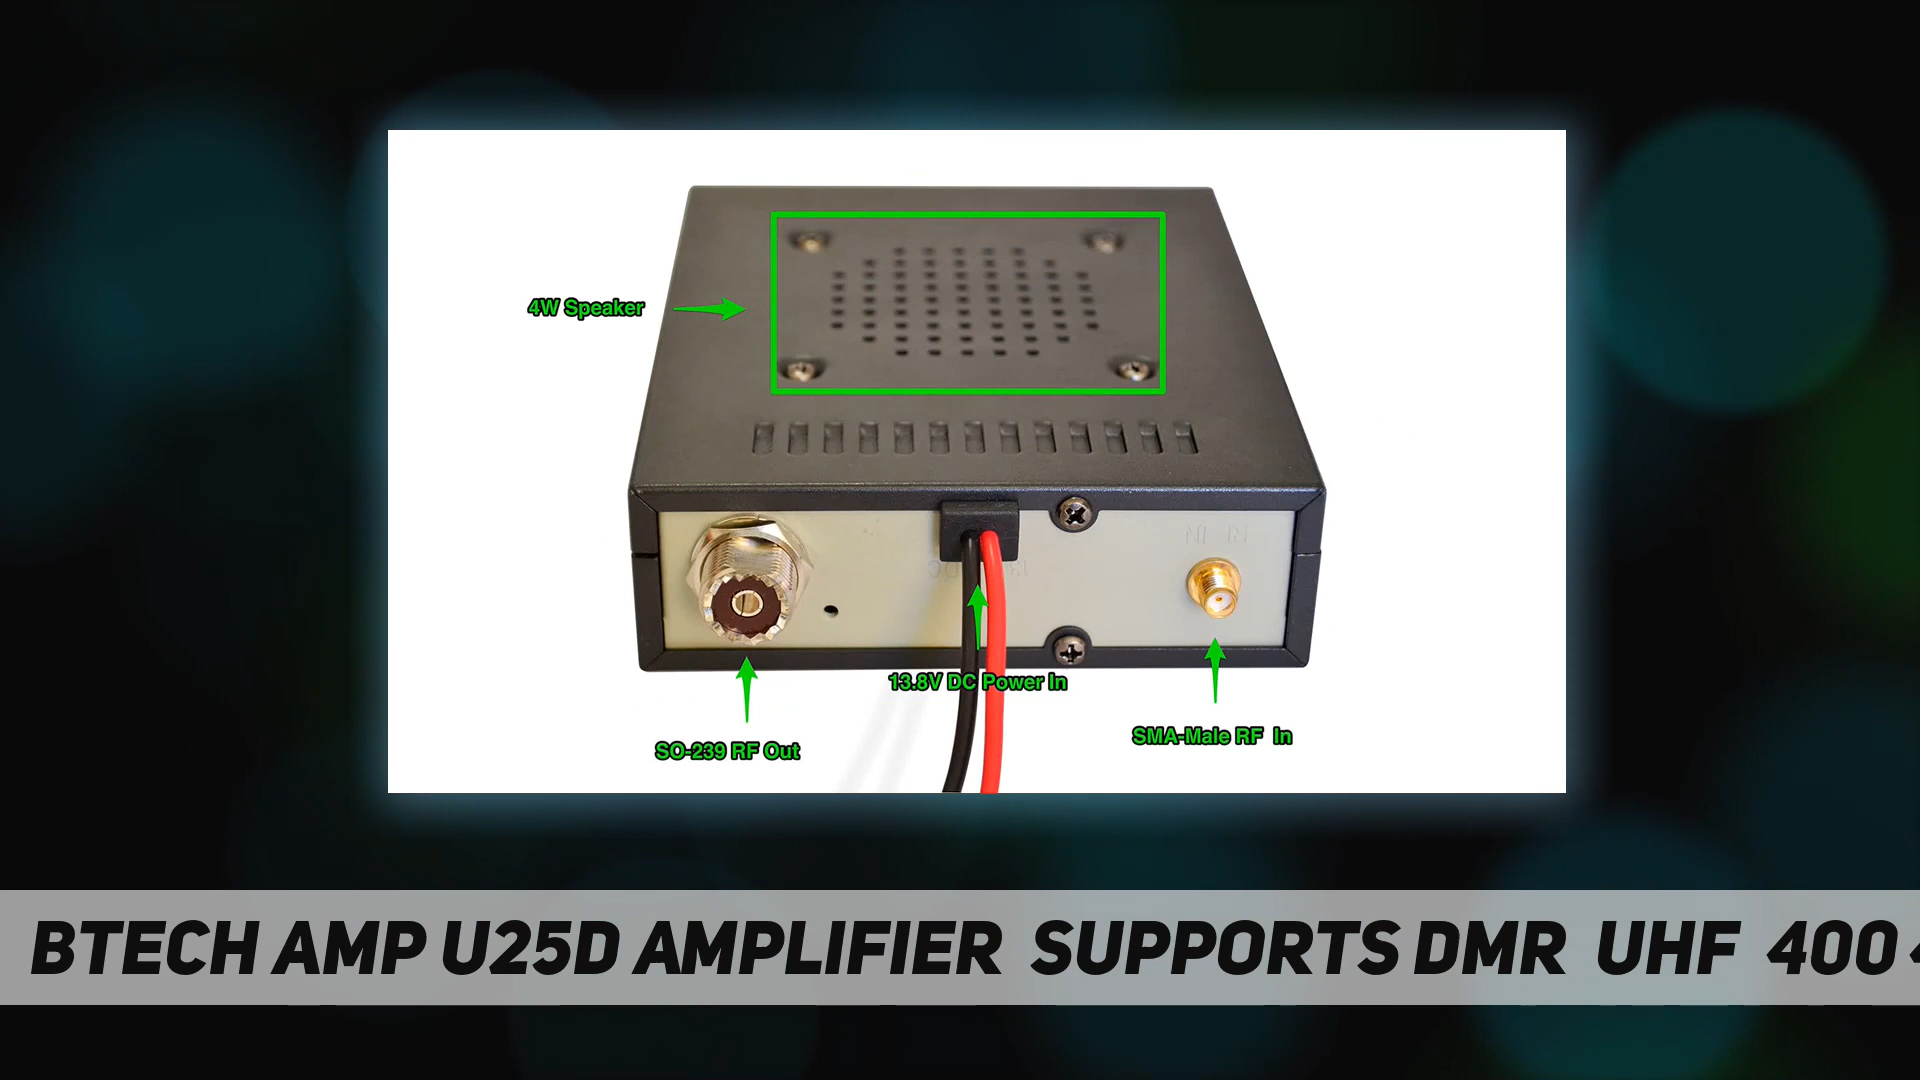 4W Speaker
13.8V DC Power In
SMA-Male RF In
SO-239 RF Out
BTECH AMP U25D AMPLIFIER SUPPORTS DMR UHF 400